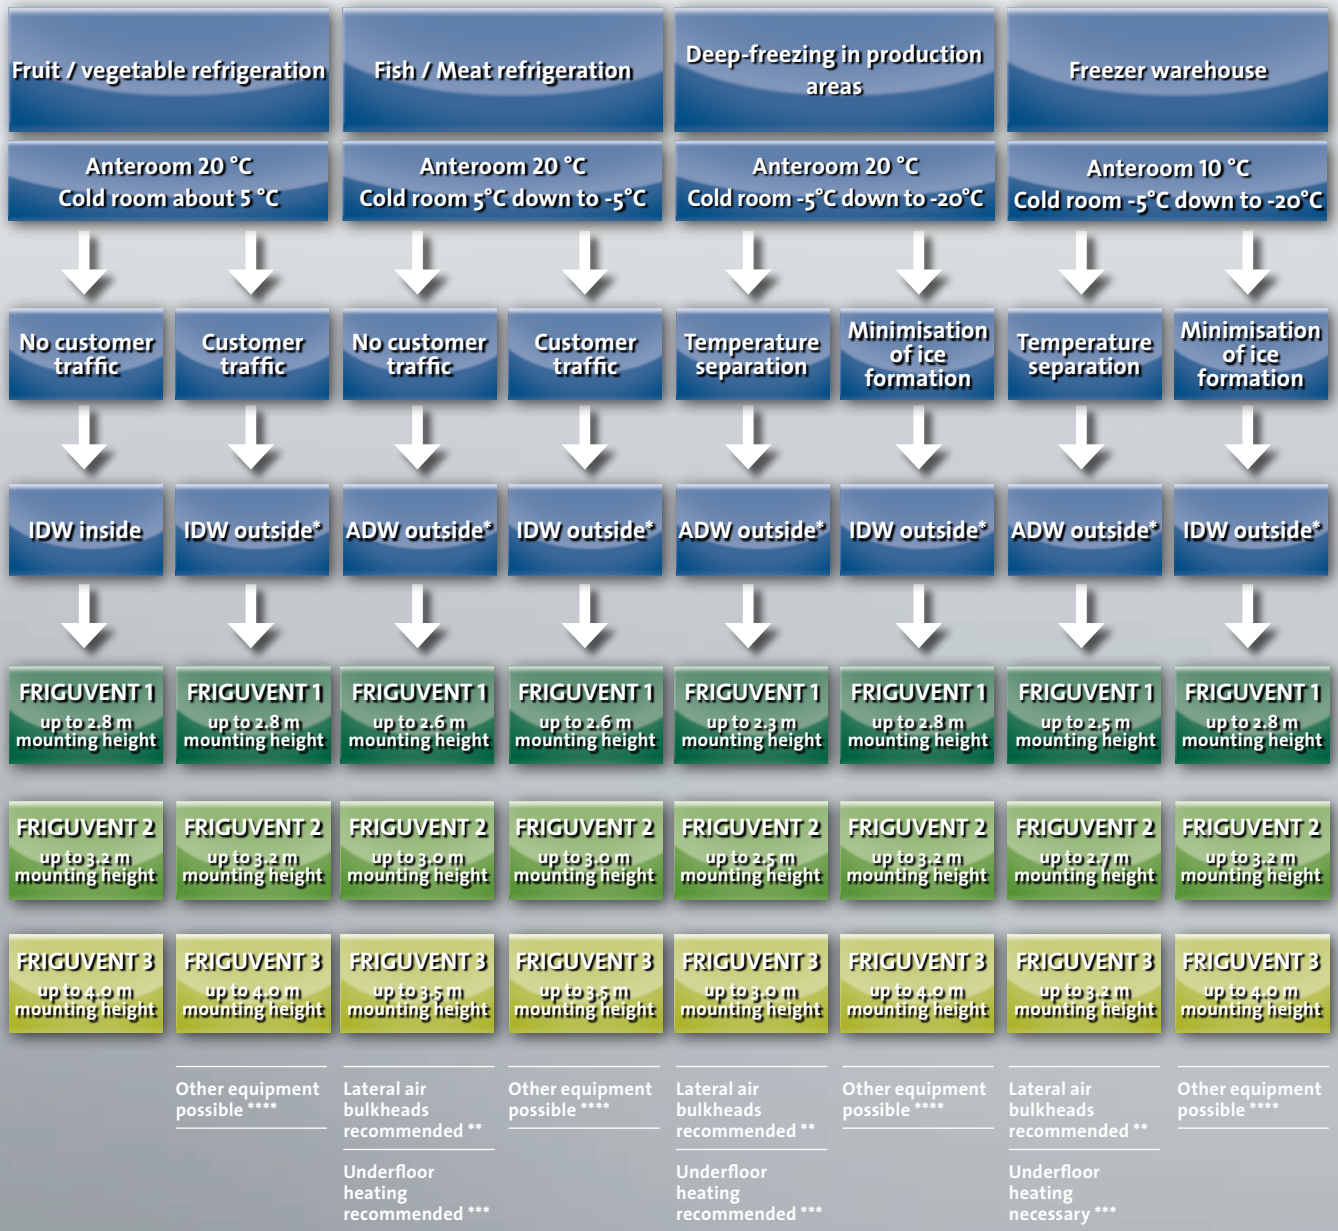 Fruit / vegetable refrigeration
Fish / Meat refrigeration
Deep-freezing in production
areas
Freezer warehouse
Anteroom 20 °C
Cold room about 5 °C
Anteroom 20 °C
Cold room 5°C down to -5°C
Anteroom 20 °C
Cold room -5°C down to -20°C
Anteroom 10 °C
Cold room -5°C down to -20°C
No customer
traffic
Customer
traffic
No customer
traffic
Customer
traffic
Temperature
separation
Minimisation
of ice
formation
Temperature
separation
Minimisation
of ice
formation
IDW inside
IDW outside*
ADW outside*
IDW outside*
ADW outside*
IDW outside*
ADW outside*
IDW outside*
FRIGUVENT 1
up to 2.8 m
mounting height
FRIGUVENT 1
up to 2.8 m
mounting height
FRIGUVENT 1
up to 2.6 m
mounting height
FRIGUVENT 1
up to 2.6 m
mounting height
FRIGUVENT 1
up to 2.3 m
mounting height
FRIGUVENT 1
up to 2.8 m
mounting height
FRIGUVENT 1
up to 2.5 m
mounting height
FRIGUVENT 1
up to 2.8 m
mounting height
FRIGUVENT 2
up to 3.2 m
mounting height
FRIGUVENT 2
up to 3.2 m
mounting height
FRIGUVENT 2
up to 3.0 m
mounting height
FRIGUVENT 2
up to 3.0 m
mounting height
FRIGUVENT 2
up to 2.5 m
mounting height
FRIGUVENT 2
up to 3.2 m
mounting height
FRIGUVENT 2
up to 2.7 m
mounting height
FRIGUVENT 2
up to 3.2 m
mounting height
FRIGUVENT 3
up to 4.0 m
mounting height
FRIGUVENT 3
up to 4.0 m
mounting height
FRIGUVENT 3
up to 3.5 m
mounting height
FRIGUVENT 3
up to 3.5 m
mounting height
FRIGUVENT 3
up to 3.0 m
mounting height
FRIGUVENT 3
up to 4.0 m
mounting height
FRIGUVENT 3
up to 3.2 m
mounting height
FRIGUVENT 3
up to 4.0 m
mounting height
Other equipment
possible ****
Lateral air
bulkheads
recommended **
Underfloor
heating
recommended ***
Other equipment
possible ****
Lateral air
bulkheads
recommended **
Underfloor
heating
recommended ***
Other equipment
possible ****
Lateral air
bulkheads
recommended **
Underfloor
heating
necessary ***
Other equipment
possible ****